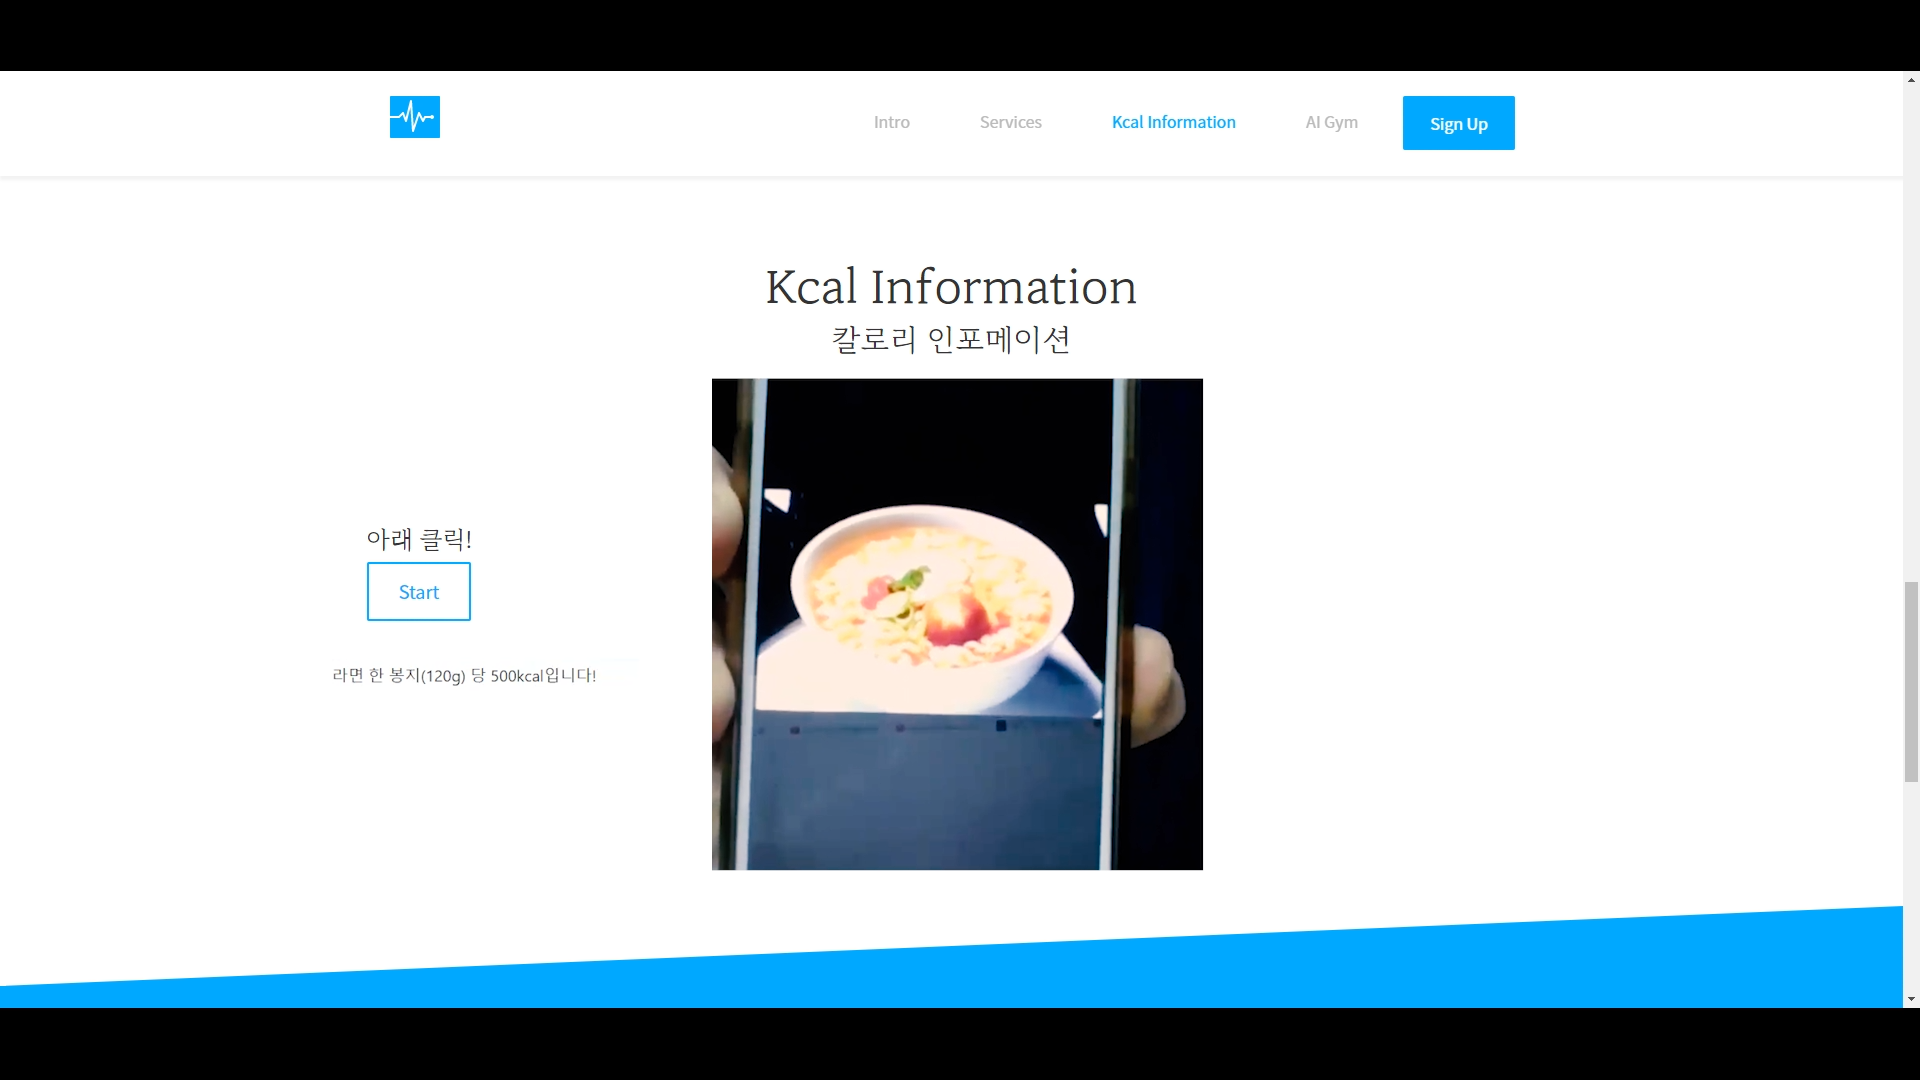 Intro
Services
Kcal Information
AI Gym
Sign Up
Kcal Information
칼로리 인포메이션
아래 클릭!
Start
라면 한 봉지(120g) 당 500kcal입니다!